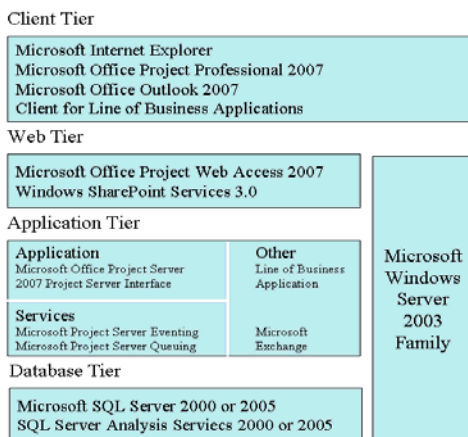 Client Tier
Microsoft Internet Explorer
Microsoft Office Project Professional 2007
Microsoft Office Outlook 2007
Client for Line of Business Applications
Web Tier
Microsoft Office Project Web Access 2007
Windows SharePoint Services 3.0
Application Tier
Application
Microsoft Office Project Server
2007 Project Server Interface
Other
Line of Business
Application
Services
Microsoft Project Server Eventing
Microsoft Project Server Queuing
Microsoft
Exchange
Database Tier
Microsoft SQL Server 2000 or 2005
SQL Server Analysis Serviecs 2000 or 2005
Microsoft
Windows
Server
2003
Family